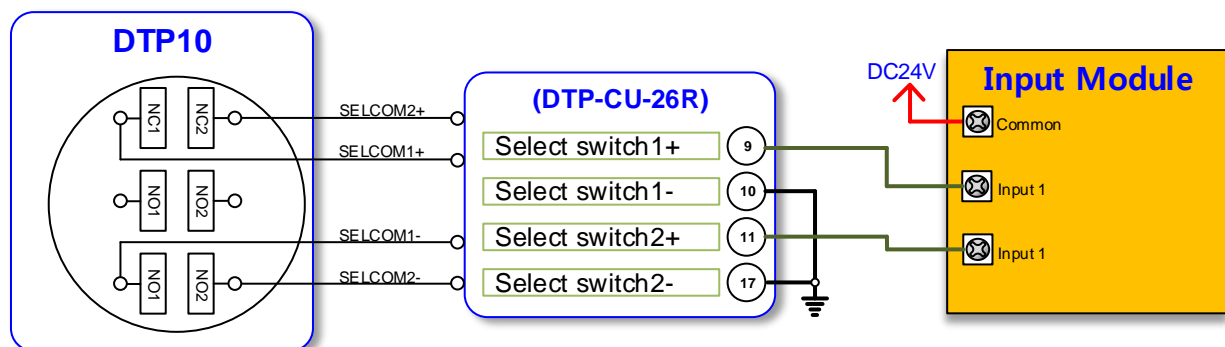 DTP10
NC1
NC2
NO1
NO2
NO1
NO2
SELCOM2+
SELCOM1+
SELCOM1-
SELCOM2-
(DTP-CU-26R)
Select switch1+
9
Select switch1-
10
Select switch2+
11
Select switch2-
17
DC24V
Input Module
Common
Input 1
Input 1